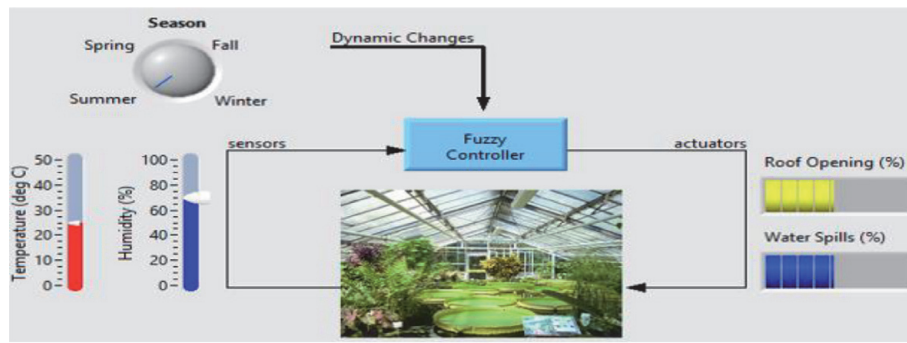 Season
Spring
Fall
Summer
Winter
Dynamic Changes
sensors
Fuzzy
Controller
actuators
Temperature (deg C)
50
40
30
20
10
0
Humidity (%)
100
80
60
40
20
0
Roof Opening (%)
Water Spills (%)